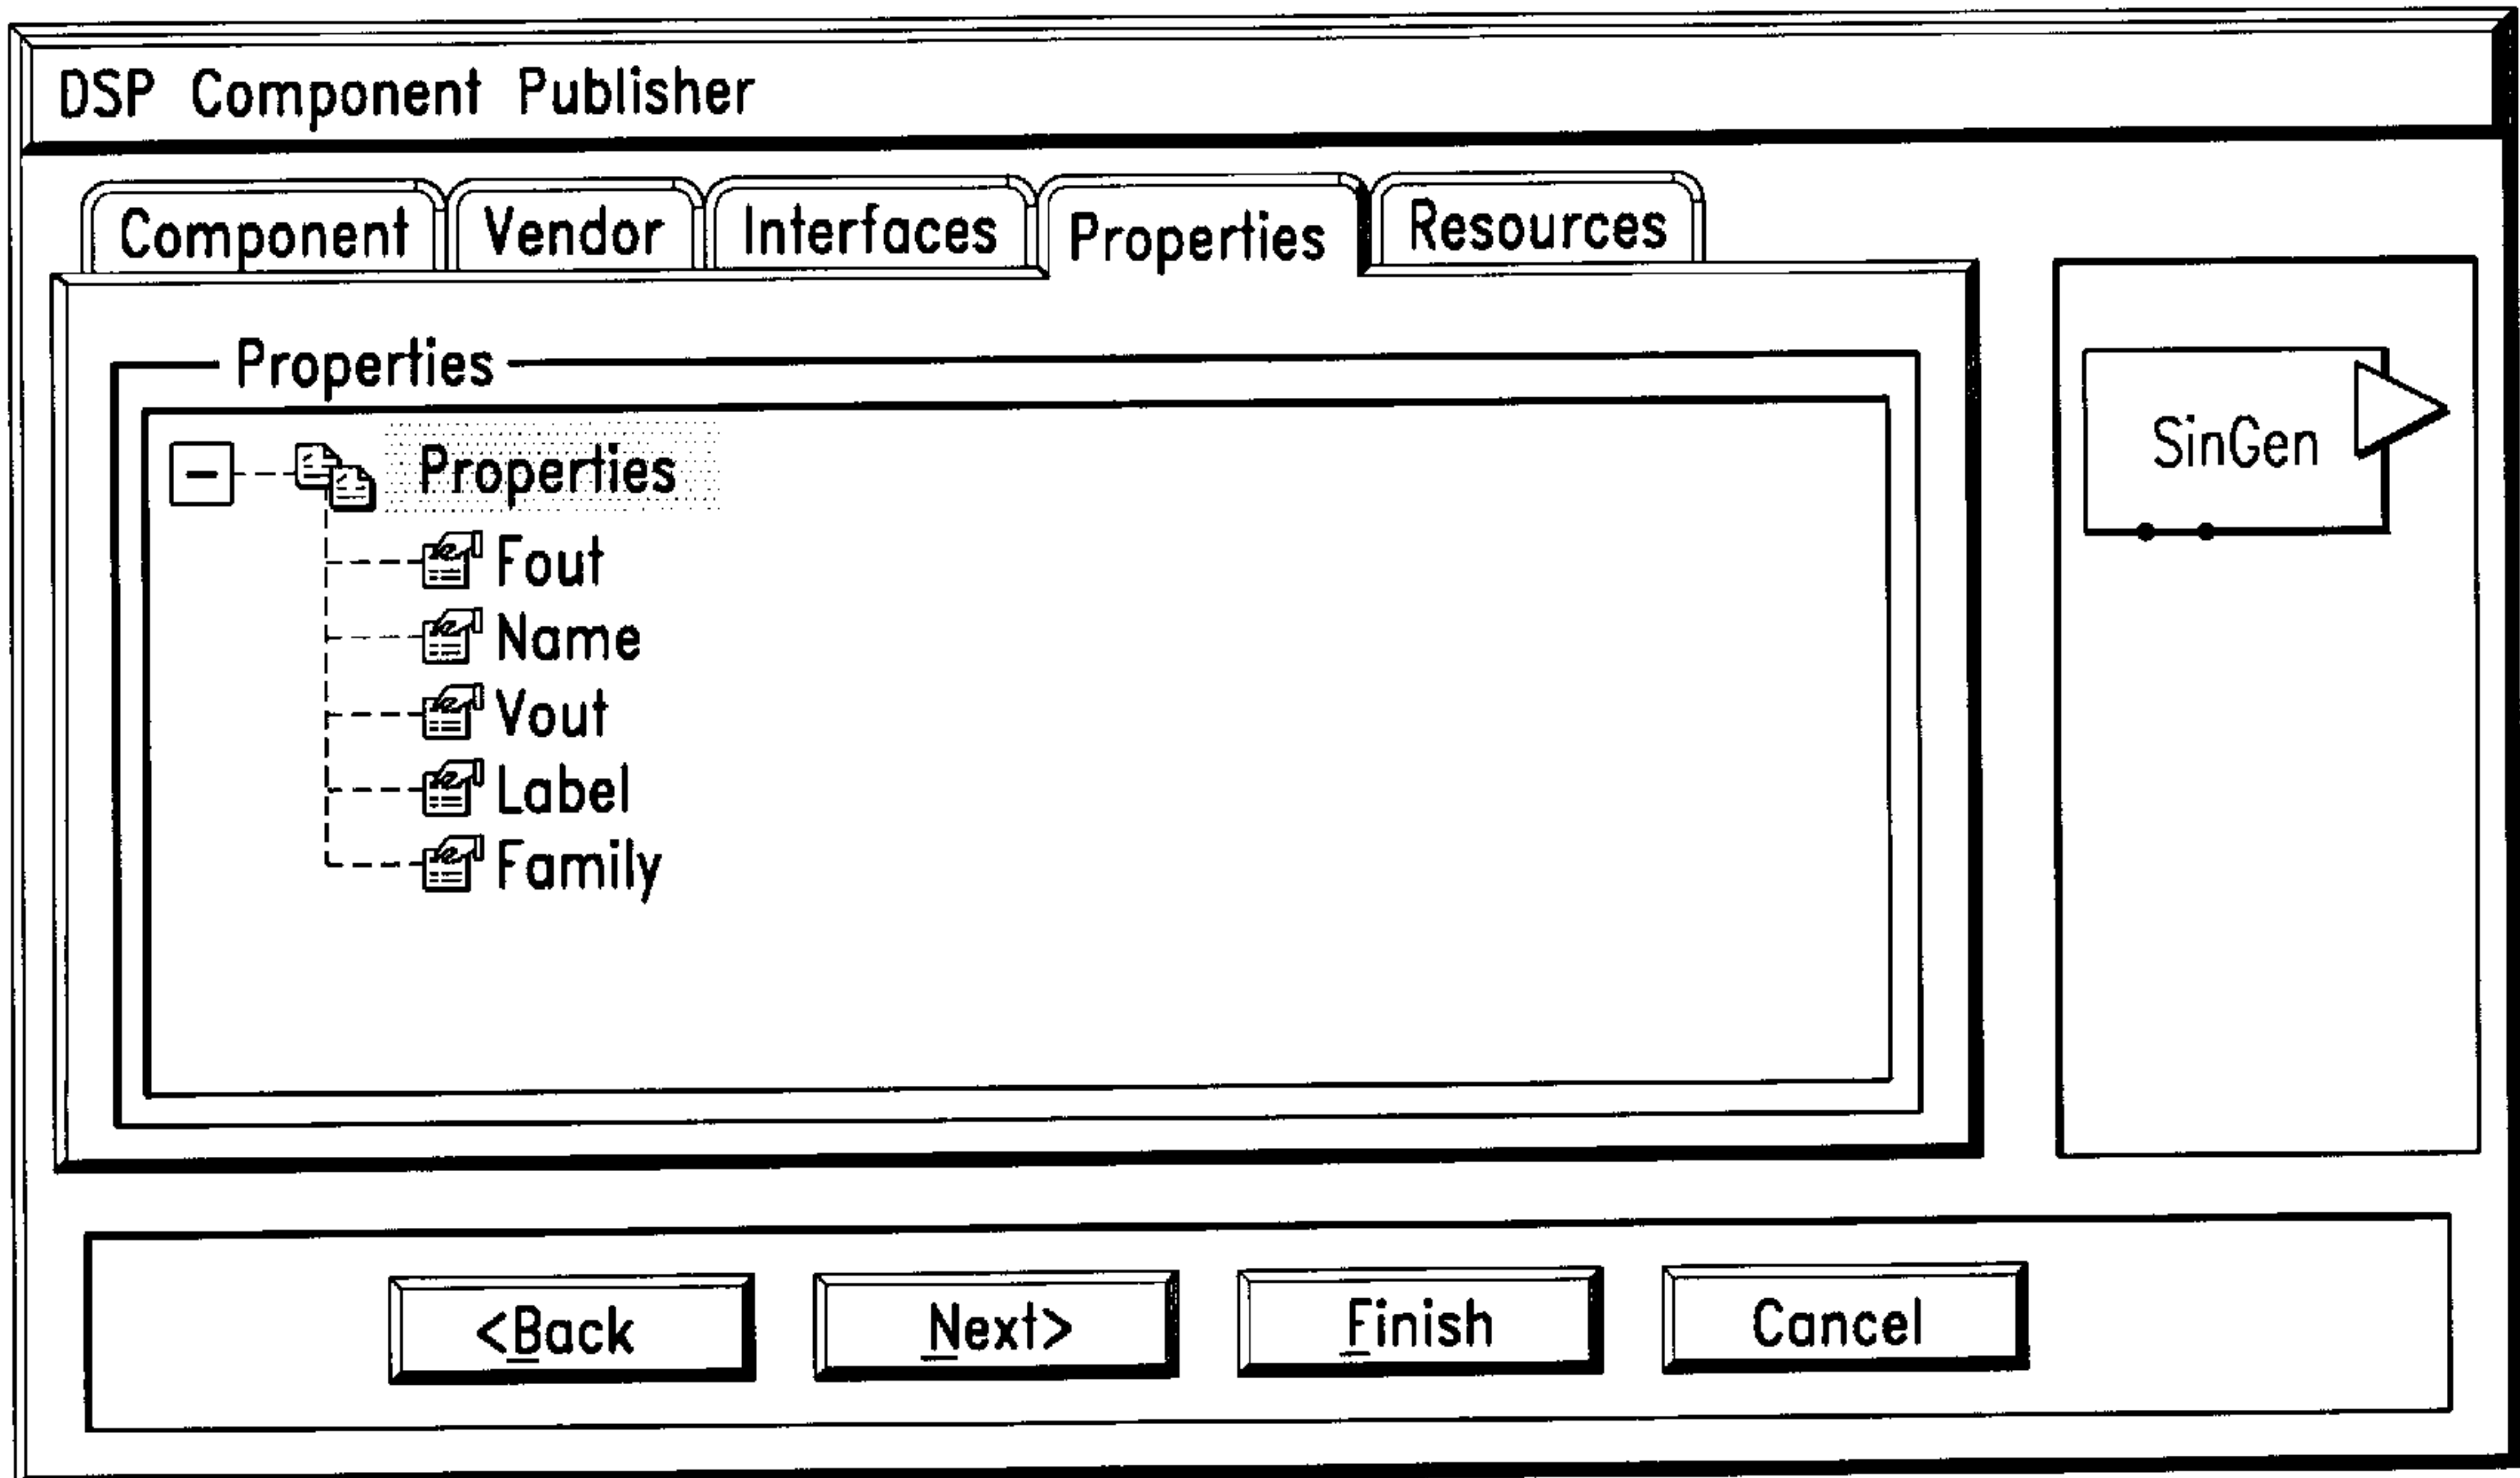 DSP Component Publisher
Component Vendor Interfaces Properties Resources
Properties
Properties
Fout
Name
Vout
Label
Family
SinGen
<Back Next> Finish Cancel